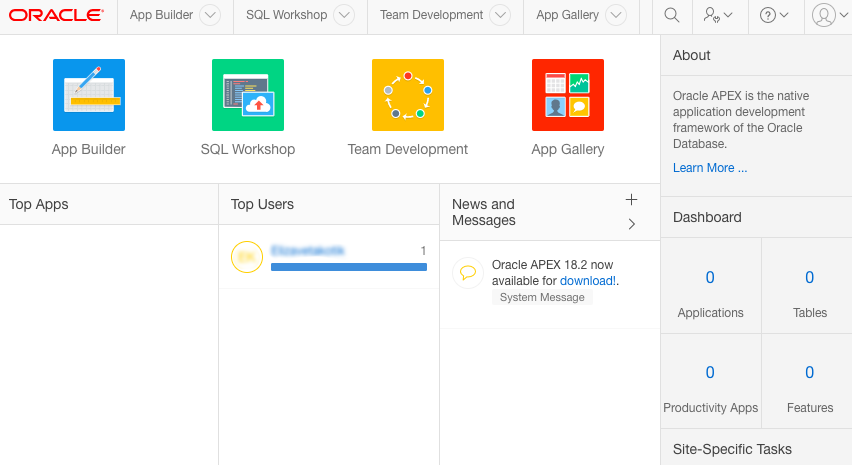 ORACLE
App Builder
SQL Workshop
Team Development
App Gallery
App Builder
SQL Workshop
Team Development
App Gallery
Top Apps
Top Users
1
News and
Messages
Oracle APEX 18.2 now
available for download!.
System Message
About
Oracle APEX is the native
application development
framework of the Oracle
Database.
Learn More ...
Dashboard
0
0
Applications
Tables
0
0
Productivity Apps
Features
Site-Specific Tasks